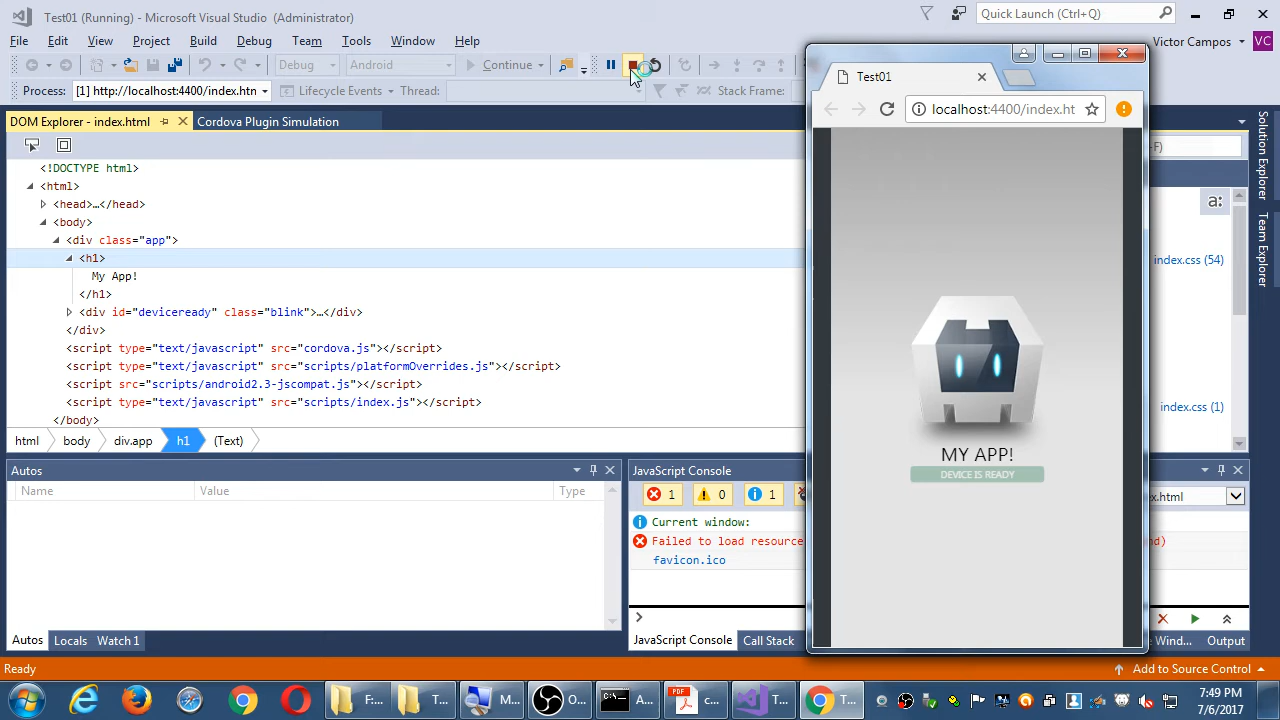 Test01 (Running) - Microsoft Visual Studio (Administrator)
Quick Launch (Ctrl+Q)
File Edit View Project Build Debug Team Tools Window Help
Victor Campos VC
Debug Android Continue
Process: [1] http://localhost:4400/index.htn Lifecycle Events Thread: Stack Frame:
DOM Explorer - index.html Cordova Plugin Simulation
<!DOCTYPE html>
<html>
<head>…</head>
<body>
<div class="app">
<h1>
My App!
</h1>
<div id="deviceready" class="blink">…</div>
</div>
<script type="text/javascript" src="cordova.js"></script>
<script type="text/javascript" src="scripts/platformOverrides.js"></script>
<script src="scripts/android2.3-jscompat.js"></script>
<script type="text/javascript" src="scripts/index.js"></script>
</body>
html body div.app h1 (Text)
Autos
Name Value Type
Autos Locals Watch 1
JavaScript Console
1 0 1
Current window:
Failed to load resource
favicon.ico
JavaScript Console Call Stack
Output
Test01
localhost:4400/index.ht
MY APP!
DEVICE IS READY
-F)
a:
index.css (54)
index.css (1)
Solution Explorer
Team Explorer
Ready
Add to Source Control
F:... T... M... O... A... c... T... T...
PDF
C:\
7:49 PM
7/6/2017